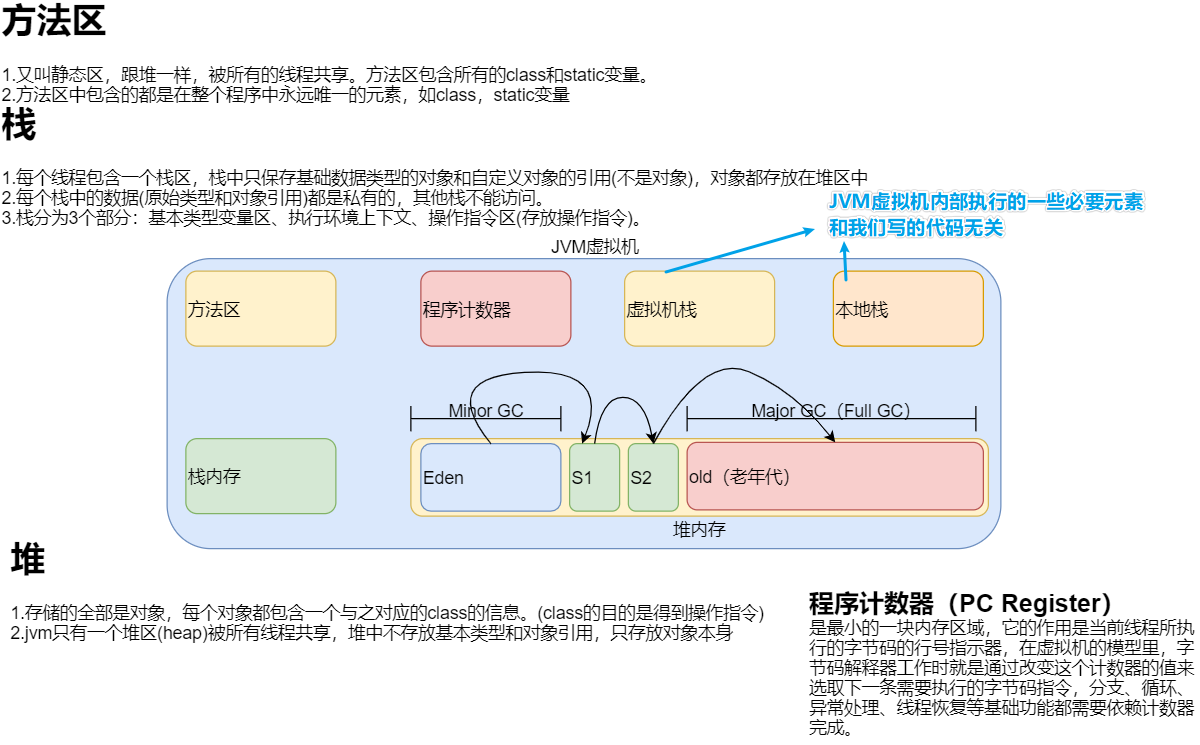 方法区
1.又叫静态区，跟堆一样，被所有的线程共享。方法区包含所有的class和static变量。
2.方法区中包含的都是在整个程序中永远唯一的元素，如class，static变量
栈
1.每个线程包含一个栈区，栈中只保存基础数据类型的对象和自定义对象的引用(不是对象)，对象都存放在堆区中
2.每个栈中的数据(原始类型和对象引用)都是私有的，其他栈不能访问。
3.栈分为3个部分：基本类型变量区、执行环境上下文、操作指令区(存放操作指令)。
JVM虚拟机内部执行的一些必要元素
和我们写的代码无关
JVM虚拟机
方法区
程序计数器
虚拟机栈
本地栈
Minor GC
Major GC（Full GC）
栈内存
Eden
S1
S2
old（老年代）
堆内存
堆
1.存储的全部是对象，每个对象都包含一个与之对应的class的信息。(class的目的是得到操作指令)
2.jvm只有一个堆区(heap)被所有线程共享，堆中不存放基本类型和对象引用，只存放对象本身
程序计数器（PC Register）
是最小的一块内存区域，它的作用是当前线程所执
行的字节码的行号指示器，在虚拟机的模型里，字
节码解释器工作时就是通过改变这个计数器的值来
选取下一条需要执行的字节码指令，分支、循环、
异常处理、线程恢复等基础功能都需要依赖计数器
完成。